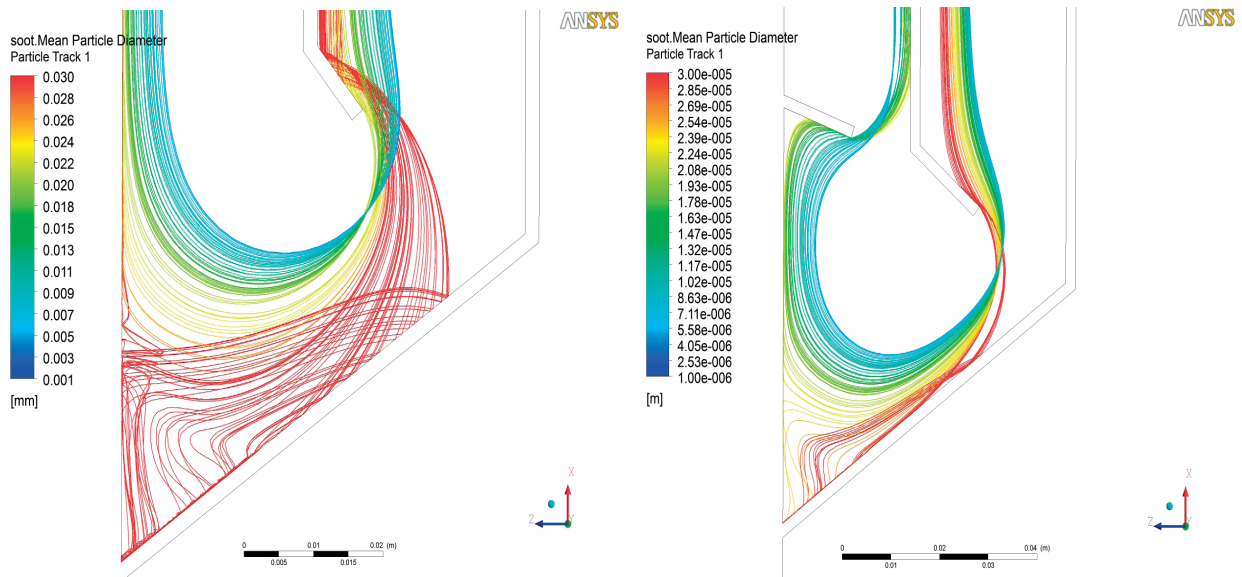 ANSYS
soot.Mean Particle Diameter
Particle Track 1
0.030
0.028
0.026
0.024
0.022
0.020
0.018
0.015
0.013
0.011
0.009
0.007
0.005
0.003
0.001
[mm]
X
Z
Y
0 0.01 0.02 (m)
0.005 0.015
ANSYS
soot.Mean Particle Diameter
Particle Track 1
3.00e-005
2.85e-005
2.69e-005
2.54e-005
2.39e-005
2.24e-005
2.08e-005
1.93e-005
1.78e-005
1.63e-005
1.47e-005
1.32e-005
1.17e-005
1.02e-005
8.63e-006
7.11e-006
5.58e-006
4.05e-006
2.53e-006
1.00e-006
[m]
X
Z
Y
0 0.02 0.04 (m)
0.01 0.03